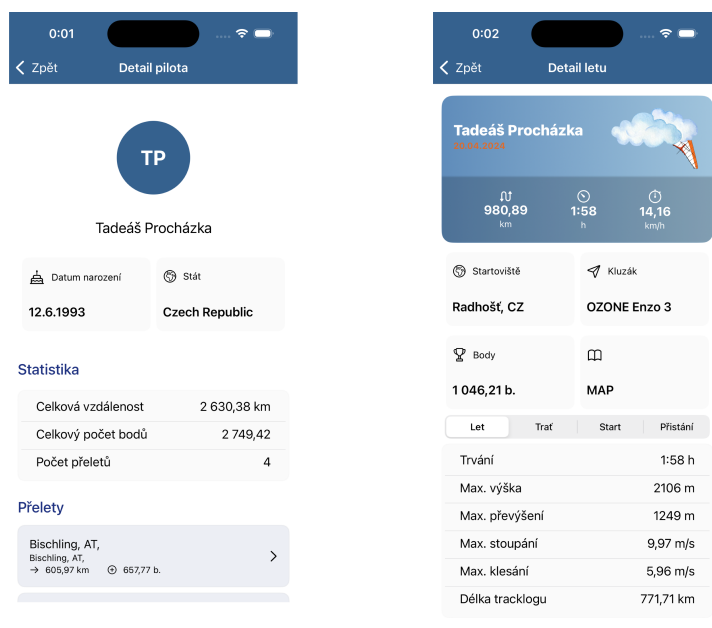 0:01
Zpět
Detail pilota
TP
Tadeáš Procházka
Datum narození
Stát
12.6.1993
Czech Republic
Statistika
Celková vzdálenost 2 630,38 km
Celkový počet bodů 2 749,42
Počet přeletů 4
Přelety
Bischling, AT,
Bischling, AT,
→ 605,97 km 657,77 b.
0:02
Zpět
Detail letu
Tadeáš Procházka
980,89 1:58 14,16
km h km/h
Startoviště
Kluzák
Radhošť, CZ
OZONE Enzo 3
Body
1 046,21 b.
MAP
Let Trať Start Přistání
Trvání 1:58 h
Max. výška 2106 m
Max. převýšení 1249 m
Max. stoupání 9,97 m/s
Max. klesání 5,96 m/s
Délka tracklogu 771,71 km